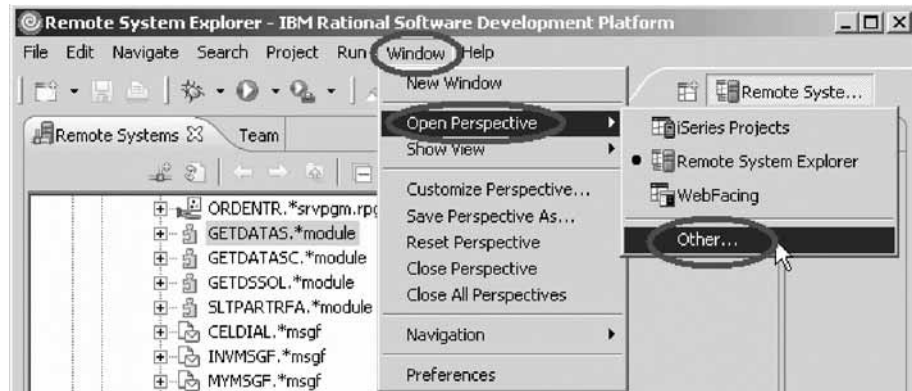 Remote System Explorer - IBM Rational Software Development Platform
File Edit Navigate Search Project Run Window Help
New Window
Remote Syste...
Remote Systems Team
Open Perspective
Show View
iSeries Projects
Remote System Explorer
WebFacing
Other...
Customize Perspective...
Save Perspective As...
Reset Perspective
Close Perspective
Close All Perspectives
Navigation
Preferences
ORDENTR.*srvpgm.rpg
GETDATAS.*module
GETDATASC.*module
GETDSSOL.*module
SLTPARTRFA.*module
CELDIAL.*msgf
INVMSGF.*msgf
MYMSGF.*msgf